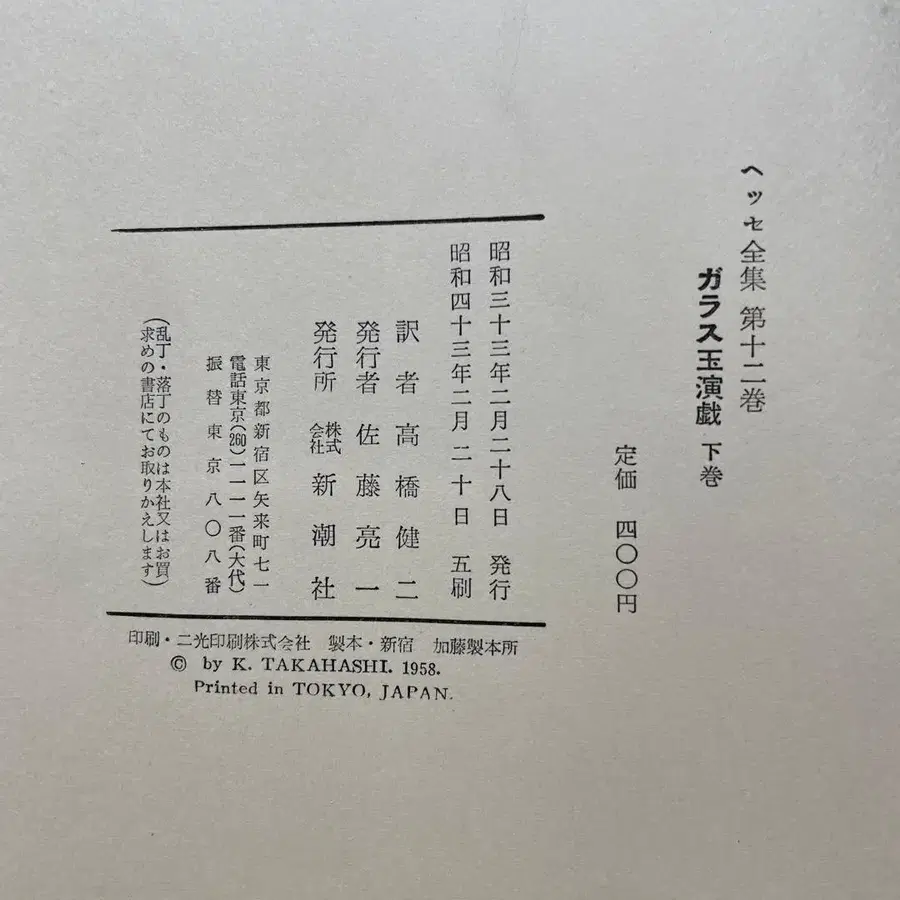 ヘッセ全集 第十二巻
ガラス玉演戯 下巻
定価 四〇〇円
昭和三十三年二月二十八日 発行
昭和四十三年二月二十日 五刷
訳者 高橋健二
発行者 佐藤亮一
発行所 株式会社 新潮社
東京都新宿区矢来町七一
電話東京(260)一一一一番(大代)
振替東京八〇八番
(乱丁・落丁のものは本社又はお買
求めの書店にてお取りかえします)
印刷・二光印刷株式会社 製本・新宿 加藤製本所
© by K. TAKAHASHI. 1958.
Printed in TOKYO, JAPAN.